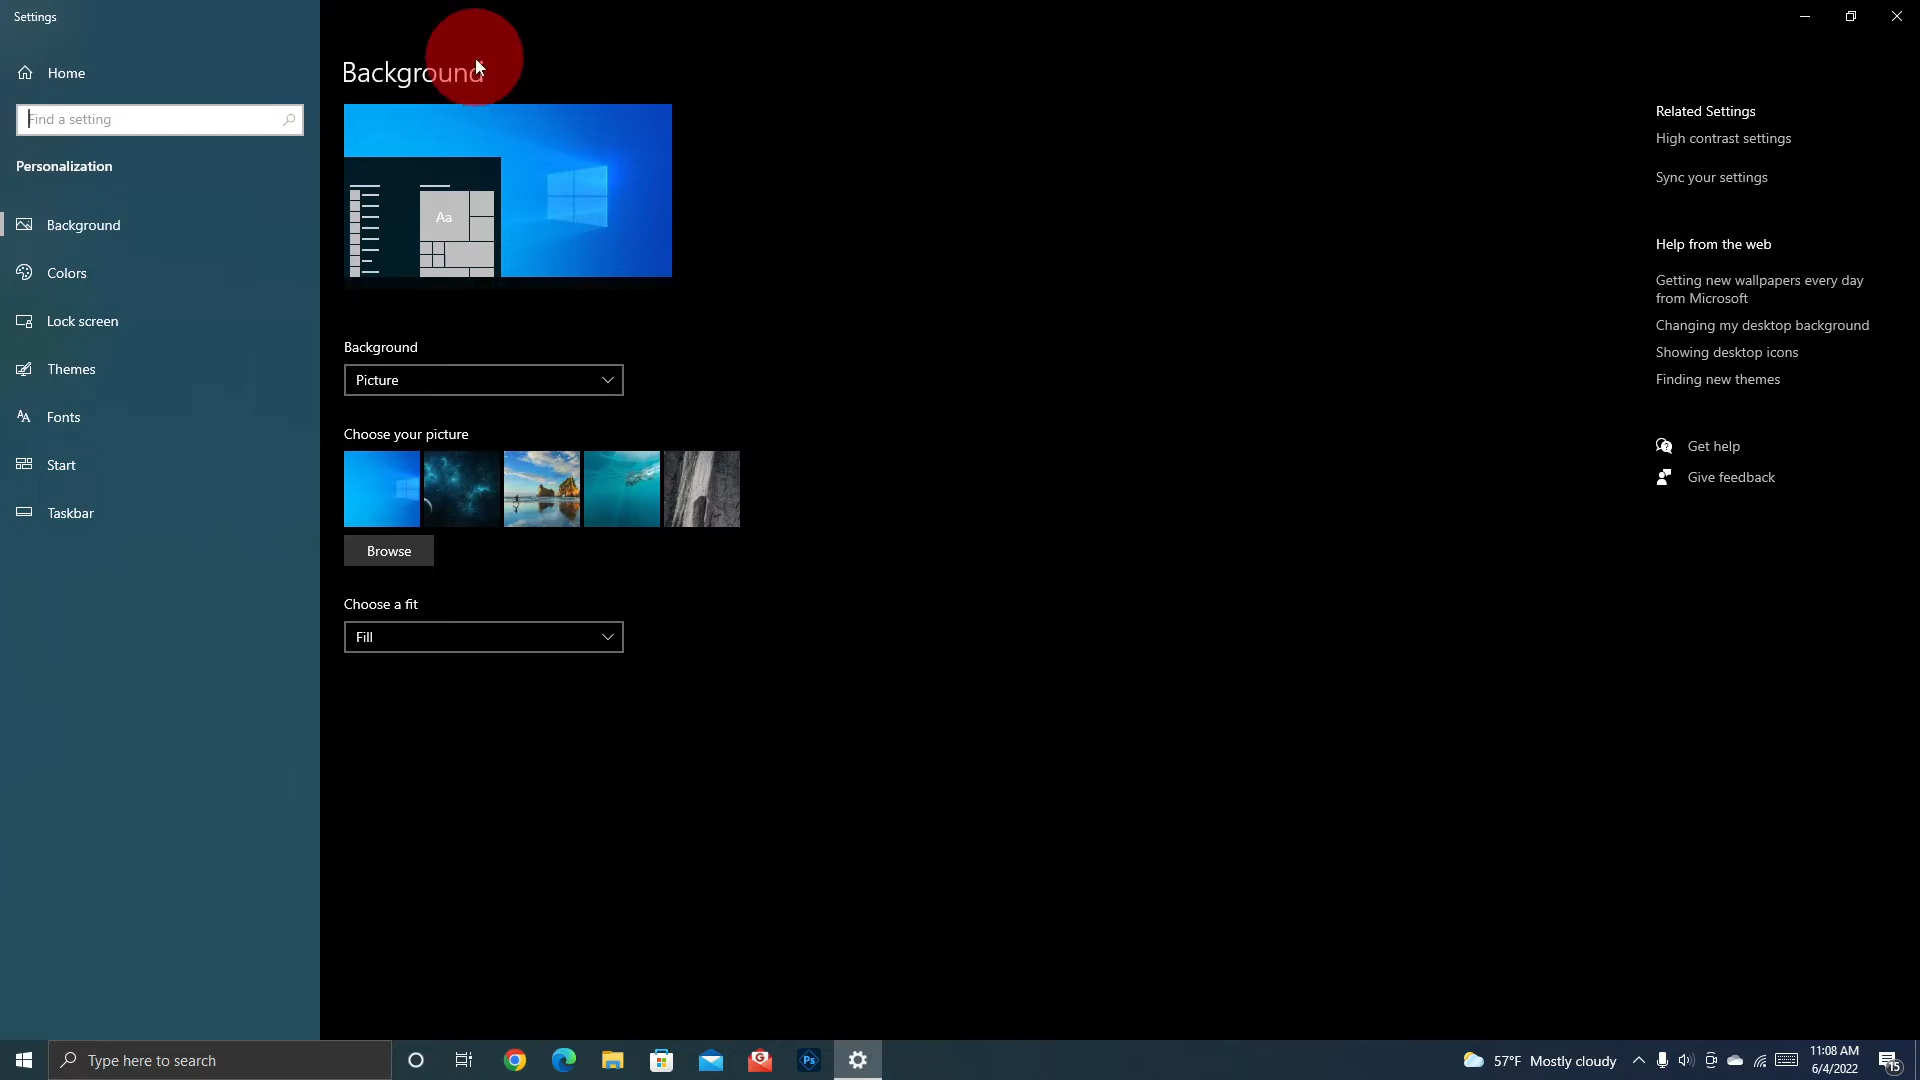 Settings
Home
Find a setting
Personalization
Background
Colors
Lock screen
Themes
Fonts
Start
Taskbar
Background
Aa
Background
Picture
Choose your picture
Browse
Choose a fit
Fill
Related Settings
High contrast settings
Sync your settings
Help from the web
Getting new wallpapers every day
from Microsoft
Changing my desktop background
Showing desktop icons
Finding new themes
Get help
Give feedback
Type here to search
Ps
57°F Mostly cloudy
11:08 AM
6/4/2022
15